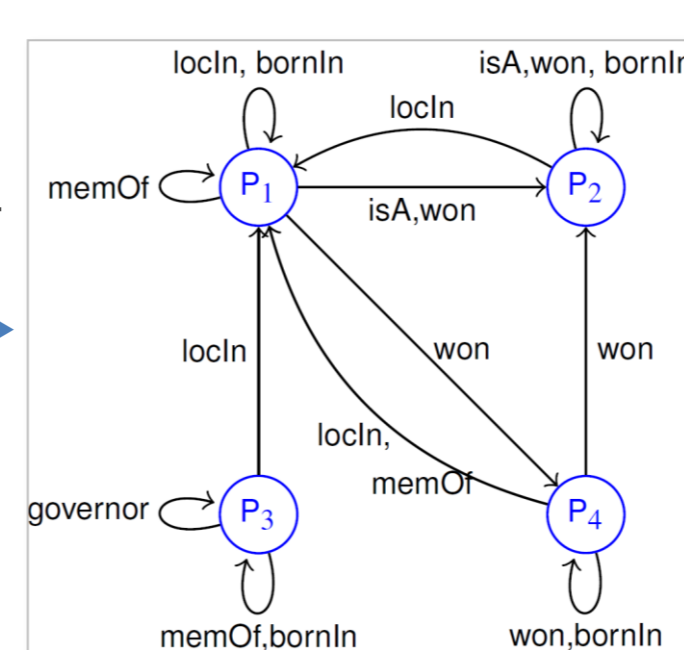 locIn, bornIn
isA,won, bornIn
locIn
memOf
P1
P2
isA,won
locIn
won
won
locIn,
memOf
governor
P3
P4
memOf,bornIn
won,bornIn